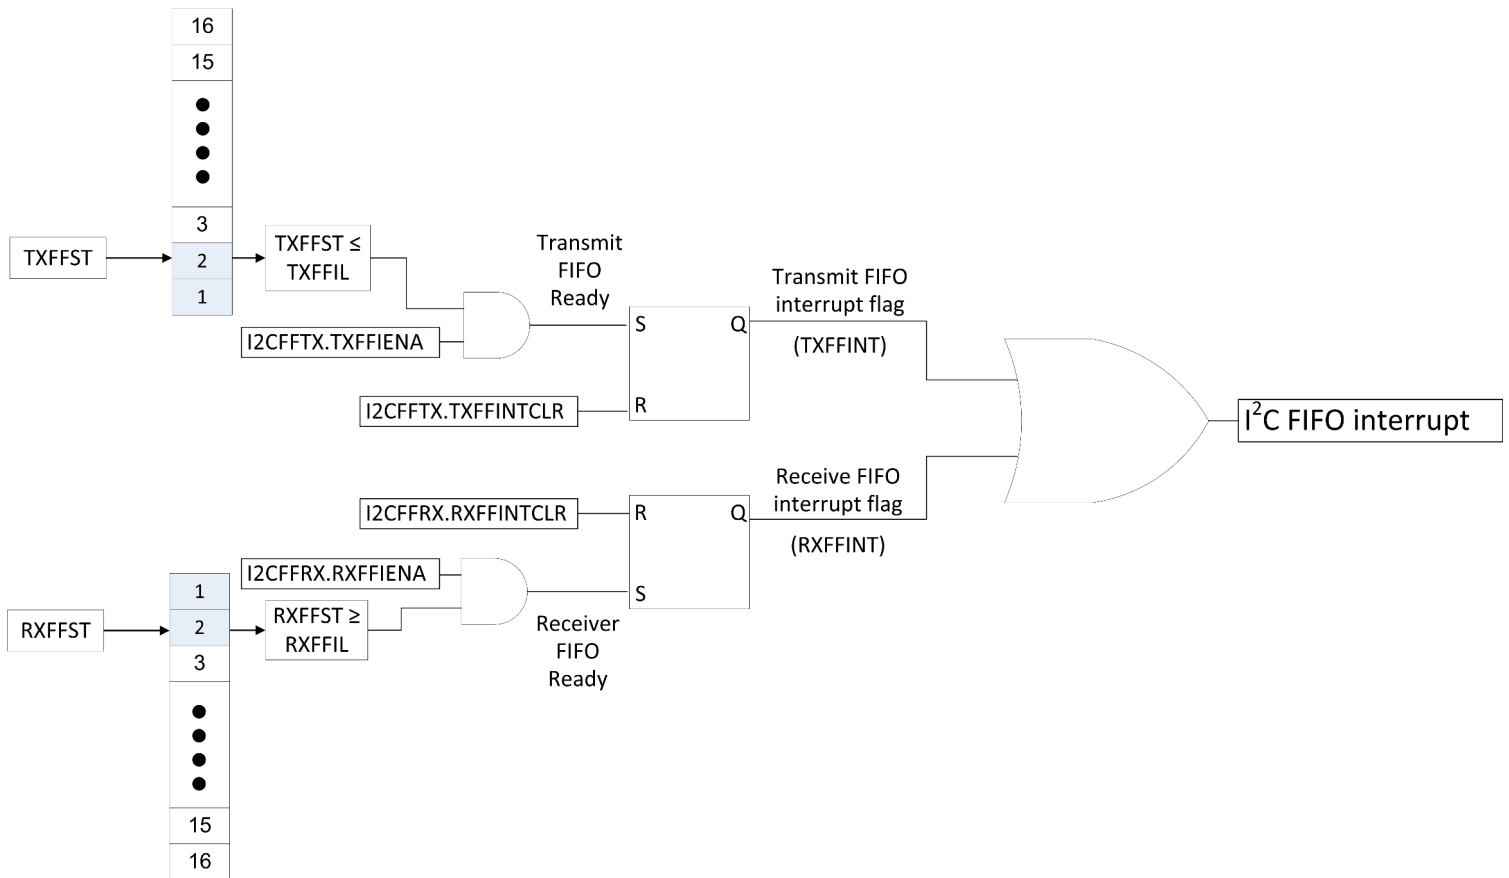 16
15
3
2
1
TXFFST
TXFFST ≤
TXFFIL
I2CFFTX.TXFFIENA
Transmit
FIFO
Ready
I2CFFTX.TXFFINTCLR
S
Q
R
Transmit FIFO
interrupt flag
(TXFFINT)
I²C FIFO interrupt
Receive FIFO
interrupt flag
(RXFFINT)
I2CFFRX.RXFFINTCLR
R
Q
S
I2CFFRX.RXFFIENA
RXFFST ≥
RXFFIL
Receiver
FIFO
Ready
RXFFST
1
2
3
15
16